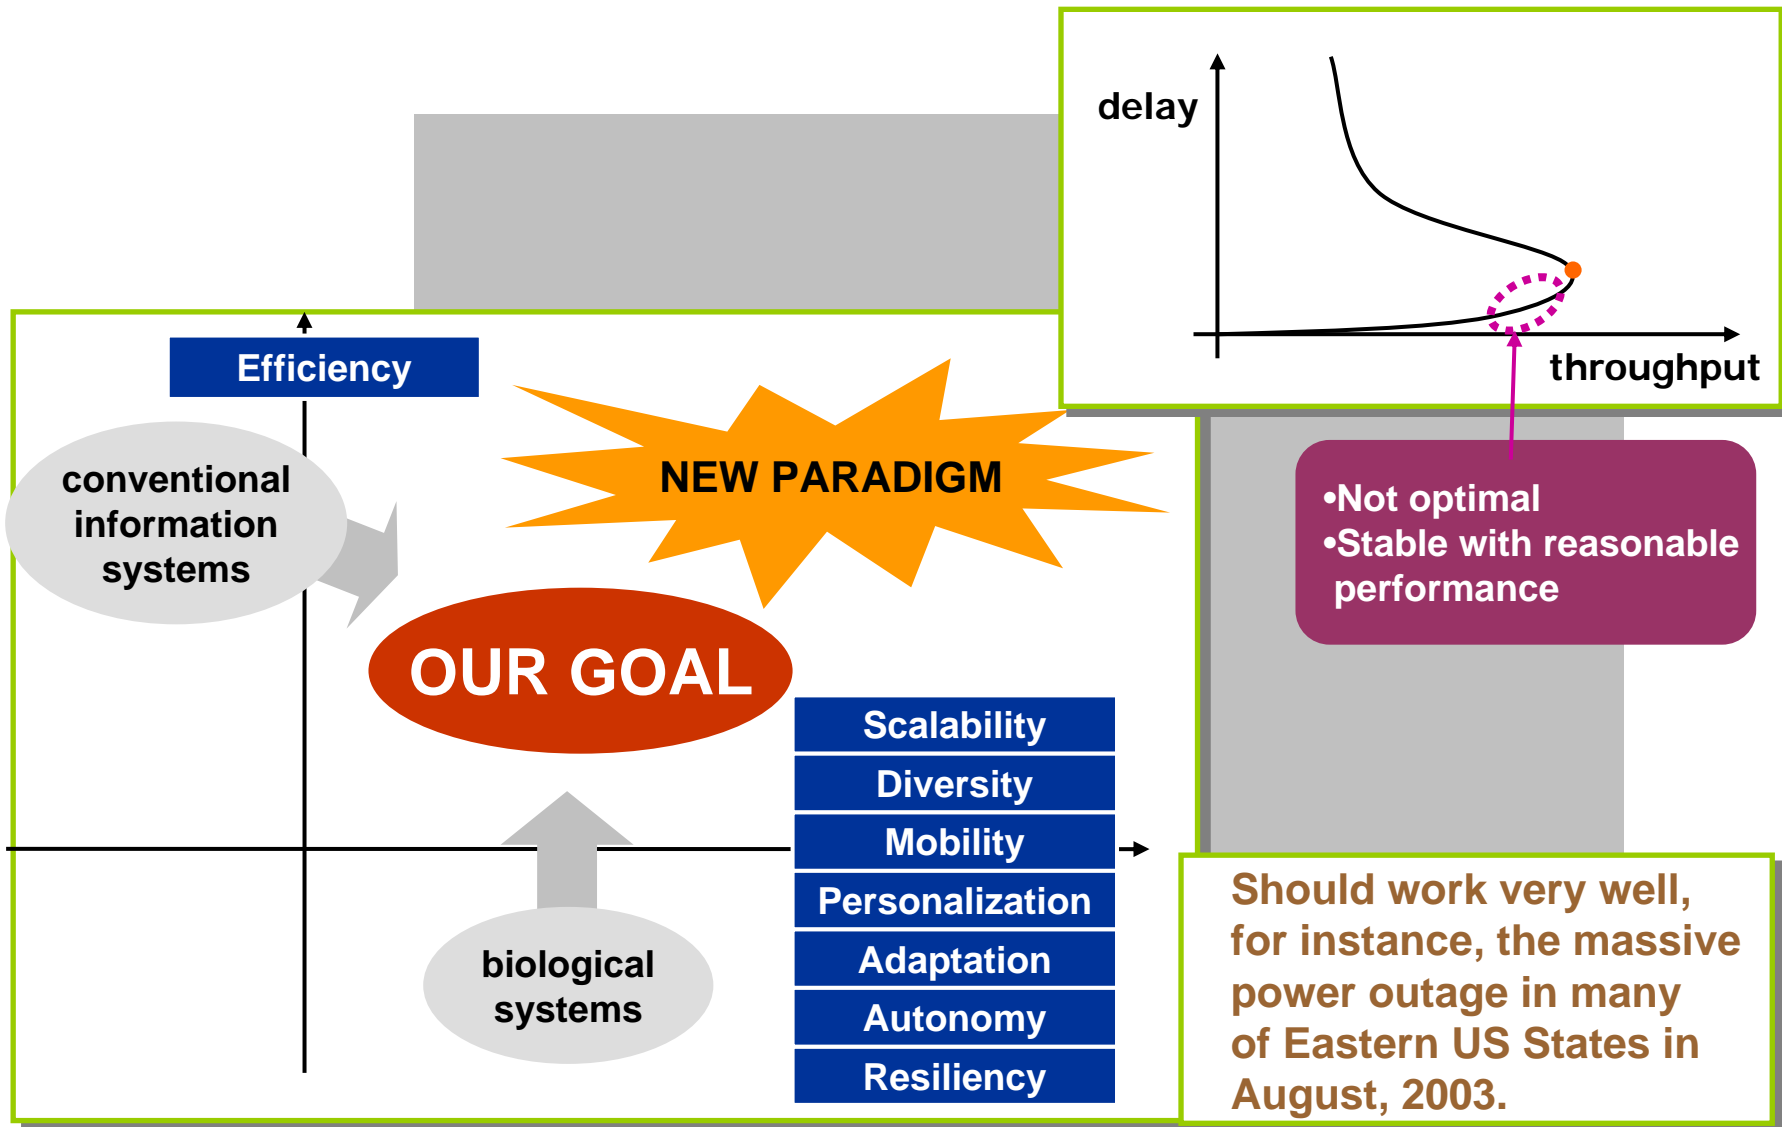 delay
throughput
Efficiency
conventional
information
systems
NEW PARADIGM
•Not optimal
•Stable with reasonable
performance
OUR GOAL
Scalability
Diversity
Mobility
Personalization
Adaptation
Autonomy
Resiliency
biological
systems
Should work very well,
for instance, the massive
power outage in many
of Eastern US States in
August, 2003.